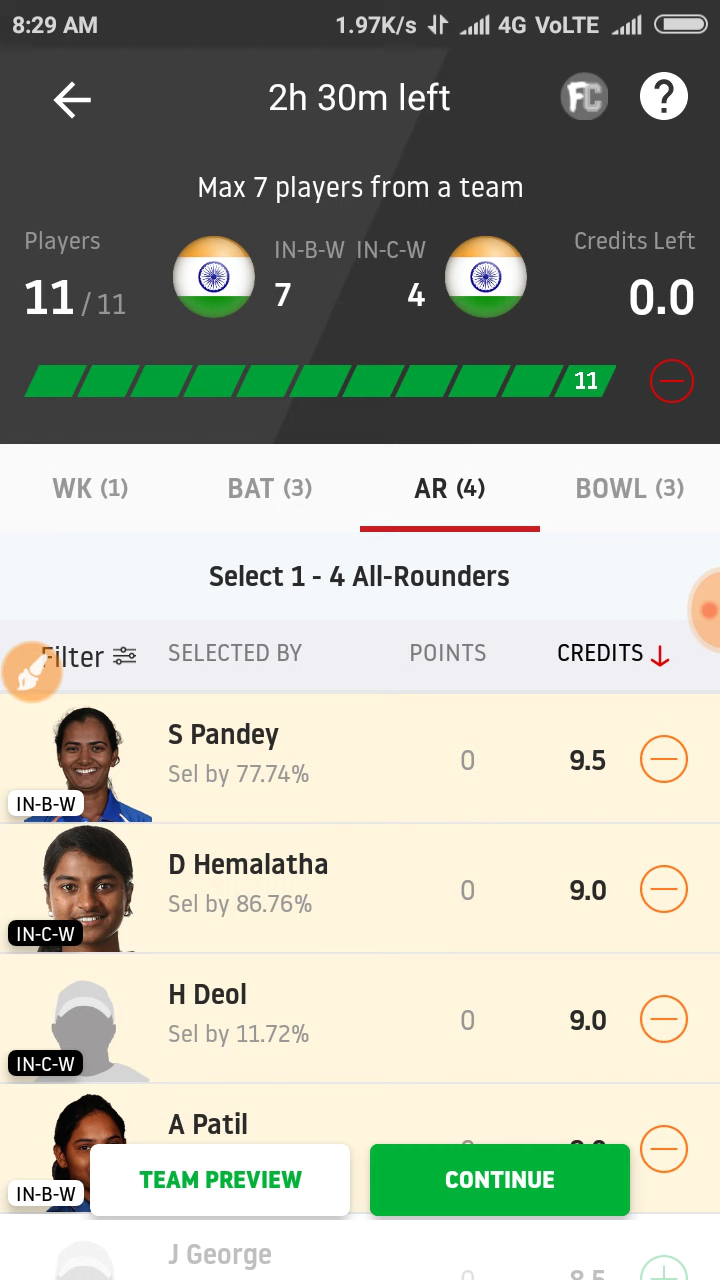 8:29 AM 1.97K/s 4G VoLTE
2h 30m left FC ?
Max 7 players from a team
Players IN-B-W IN-C-W Credits Left
11 / 11 7 4 0.0
11
WK (1) BAT (3) AR (4) BOWL (3)
Select 1 - 4 All-Rounders
Filter SELECTED BY POINTS CREDITS
S Pandey
Sel by 77.74% 0 9.5
IN-B-W
D Hemalatha
Sel by 86.76% 0 9.0
IN-C-W
H Deol
Sel by 11.72% 0 9.0
IN-C-W
A Patil
IN-B-W
TEAM PREVIEW CONTINUE
J George